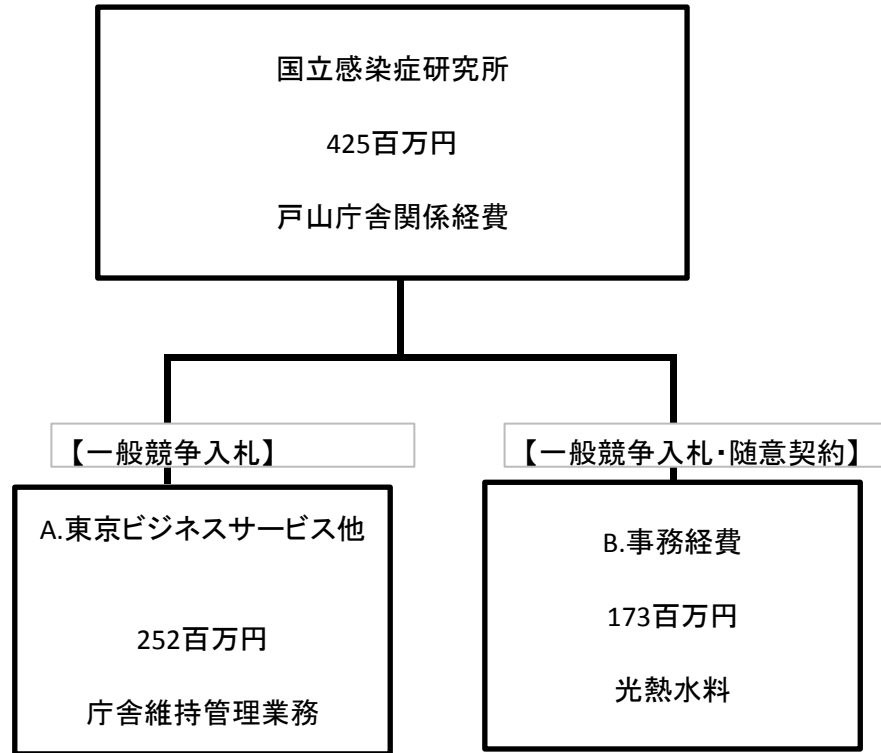 国立感染症研究所
425百万円
戸山庁舎関係経費
【一般競争入札】
【一般競争入札・随意契約】
A.東京ビジネスサービス他
252百万円
庁舎維持管理業務
B.事務経費
173百万円
光熱水料